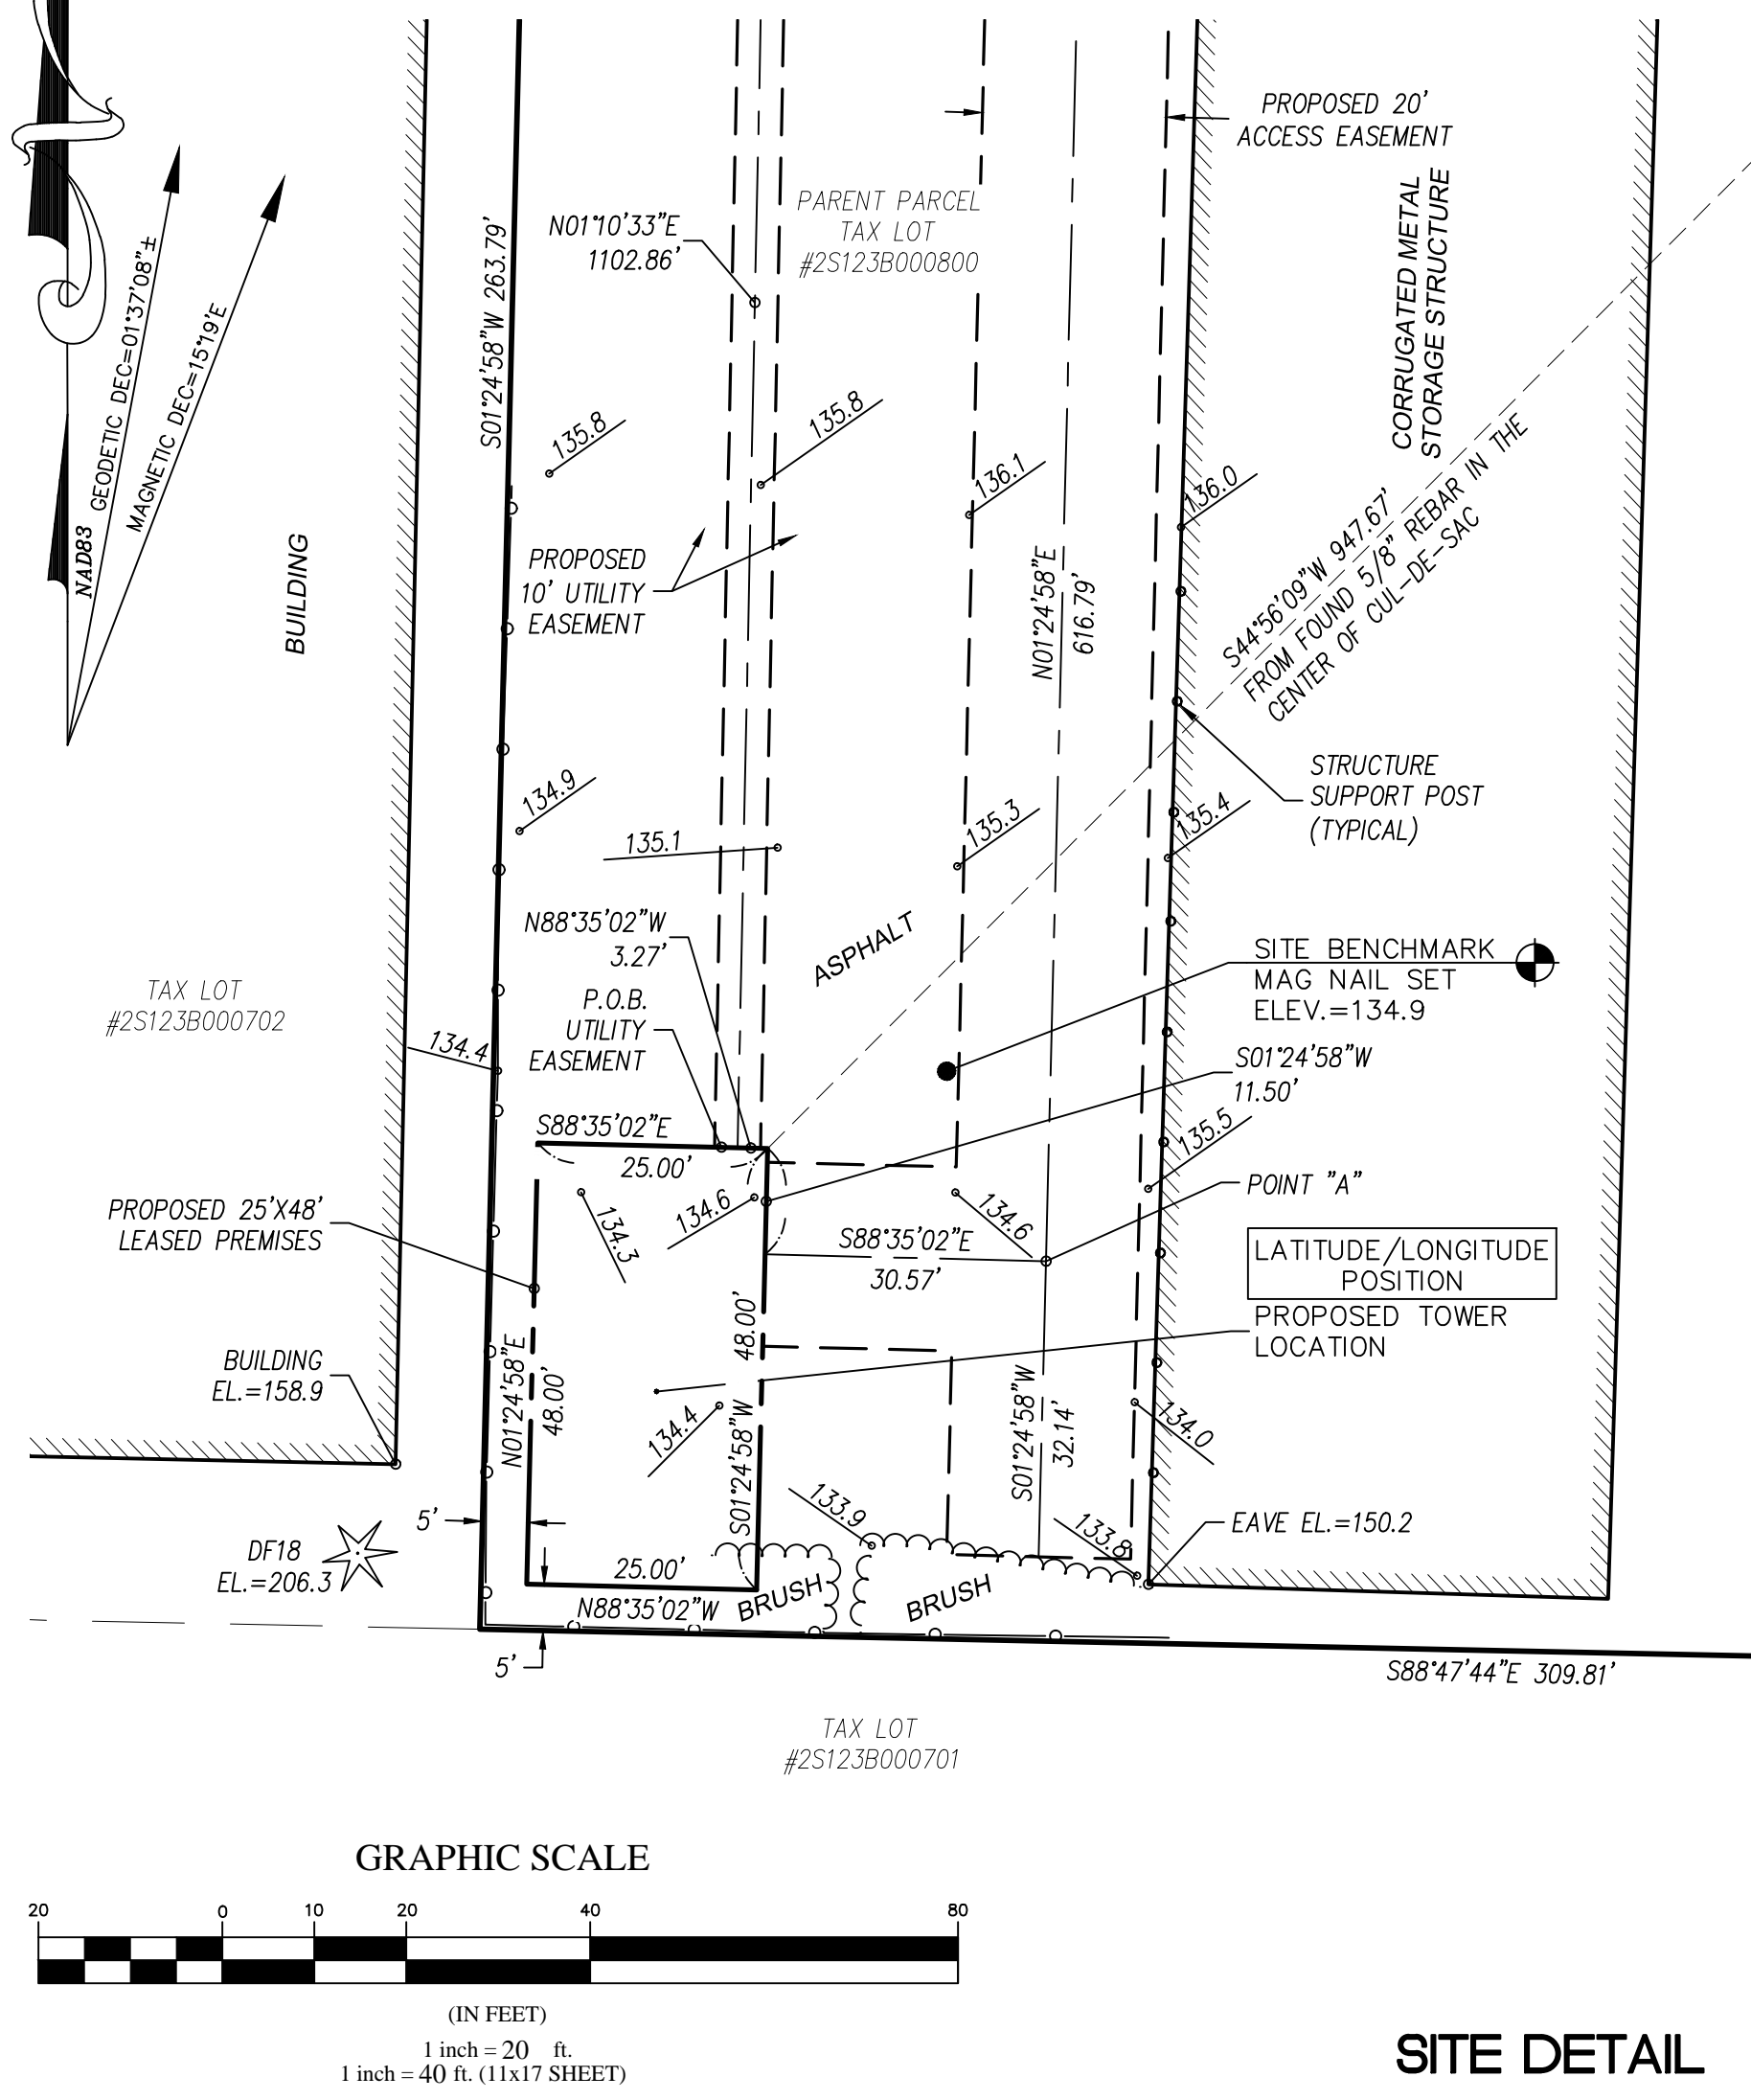 PROPOSED 20'
ACCESS EASEMENT
CORRUGATED METAL
STORAGE STRUCTURE
PARENT PARCEL
TAX LOT
#2S123B000800
N01°10'33"E
1102.86'
S01°24'58"W 263.79'
GEODETIC DEC=01°37'08"±
MAGNETIC DEC=15°19'E
NAD83
BUILDING
135.8
135.8
136.1
136.0
PROPOSED
10' UTILITY
EASEMENT
N01°24'58"E
616.79'
S44°56'09"W 947.67'
FROM FOUND 5/8" REBAR IN THE
CENTER OF CUL-DE-SAC
STRUCTURE
SUPPORT POST
(TYPICAL)
134.9
135.1
135.3
135.4
N88°35'02"W
3.27'
ASPHALT
SITE BENCHMARK
MAG NAIL SET
ELEV.=134.9
TAX LOT
#2S123B000702
P.O.B.
UTILITY
EASEMENT
134.4
S01°24'58"W
11.50'
S88°35'02"E
25.00'
135.5
POINT "A"
PROPOSED 25'X48'
LEASED PREMISES
134.3
134.6
134.6
S88°35'02"E
30.57'
LATITUDE/LONGITUDE
POSITION
PROPOSED TOWER
LOCATION
48.00'
S01°24'58"W
BUILDING
EL.=158.9
N01°24'58"E
48.00'
134.4
S01°24'58"W
32.14'
134.0
133.9
133.8
EAVE EL.=150.2
5'
DF18
EL.=206.3
25.00'
N88°35'02"W
BRUSH
BRUSH
5'
S88°47'44"E 309.81'
TAX LOT
#2S123B000701
GRAPHIC SCALE
20 0 10 20 40 80
(IN FEET)
1 inch = 20 ft.
1 inch = 40 ft. (11x17 SHEET)
SITE DETAIL